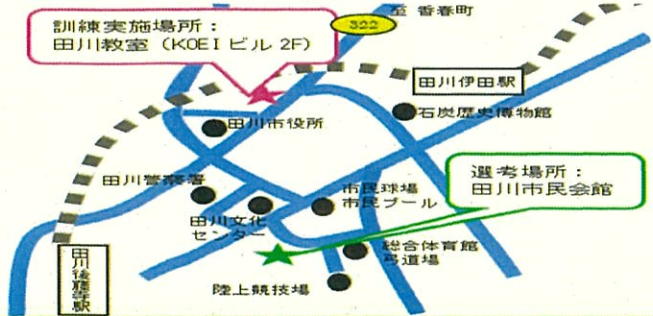 至 香春町
322
訓練実施場所：
田川教室（KOEIビル2F）
田川伊田駅
石炭歴史博物館
田川市役所
選考場所：
田川市民会館
田川警察署
市民球場
市民プール
田川文化
センター
総合体育館
弓道場
田川後藤寺駅
陸上競技場